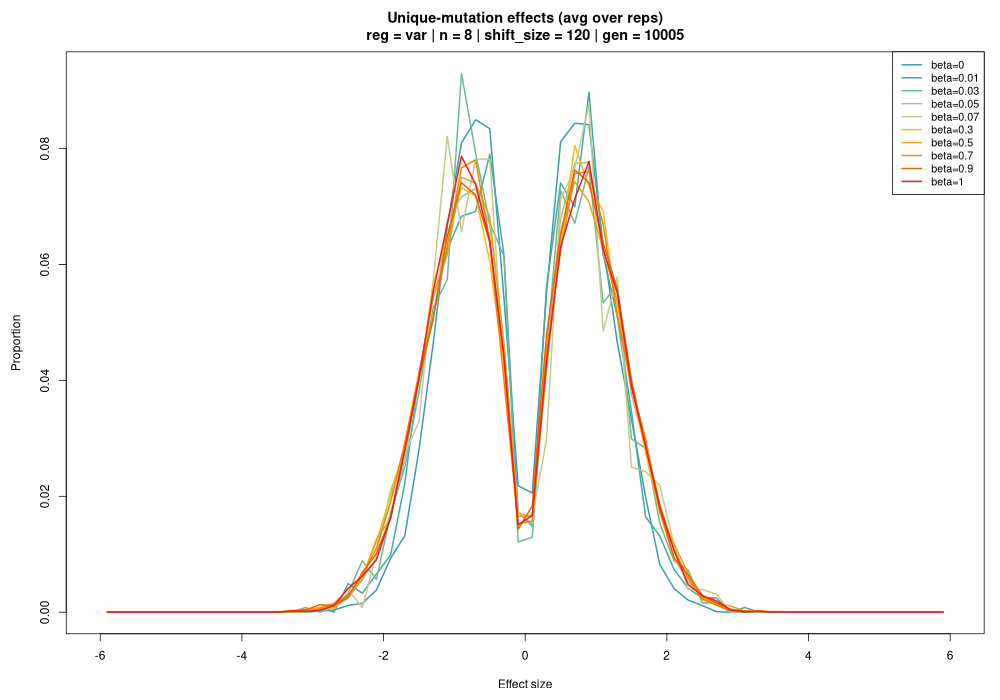 Unique-mutation effects (avg over reps)
reg = var | n = 8 | shift_size = 120 | gen = 10005
beta=0
beta=0.01
beta=0.03
beta=0.05
beta=0.07
beta=0.3
beta=0.5
beta=0.7
beta=0.9
beta=1
Proportion
0.08
0.06
0.04
0.02
0.00
-6
-4
-2
0
2
4
6
Effect size